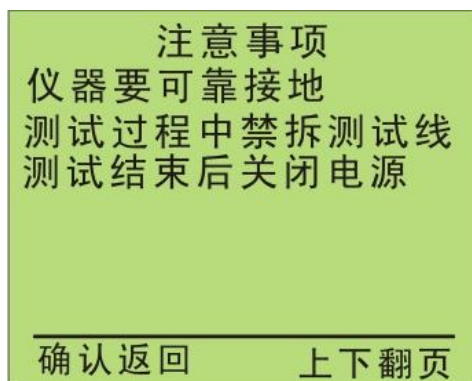 注意事项
仪器要可靠接地
测试过程中禁拆测试线
测试结束后关闭电源
确认返回 上下翻页